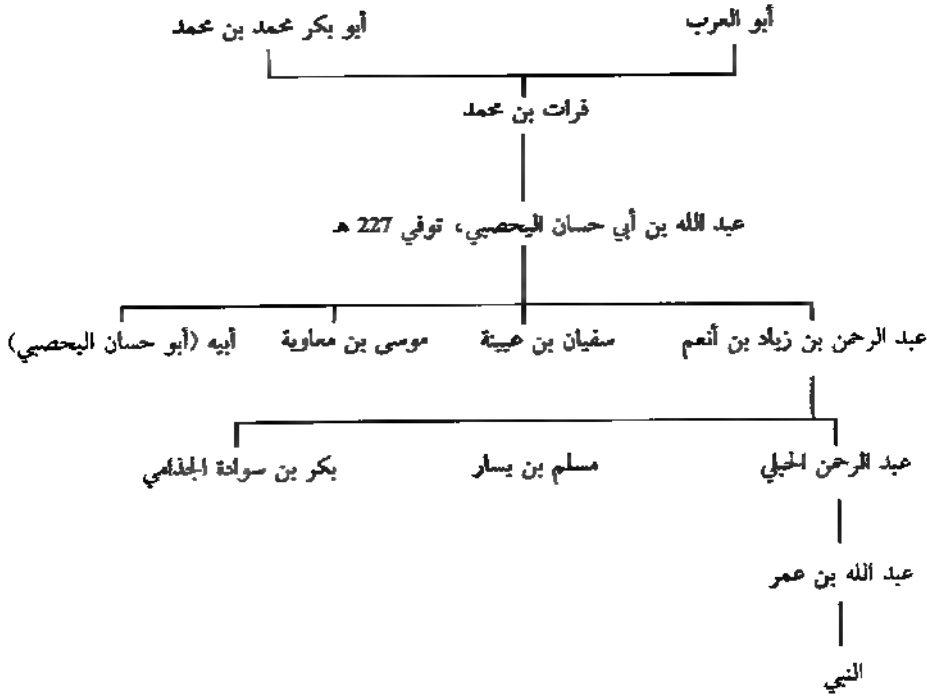 أبو العرب
أبو بكر محمد بن محمد
فرات بن محمد
عبد الله بن أبي حسان اليحصبي، توفي 227 هـ
عبد الرحمن بن زياد بن أنعم
سفيان بن عيينة
موسى بن معاوية
أبيه (أبو حسان اليحصبي)
عبد الرحمن الحبلي
مسلم بن يسار
بكر بن سوادة الجذامي
عبد الله بن عمر
النبي